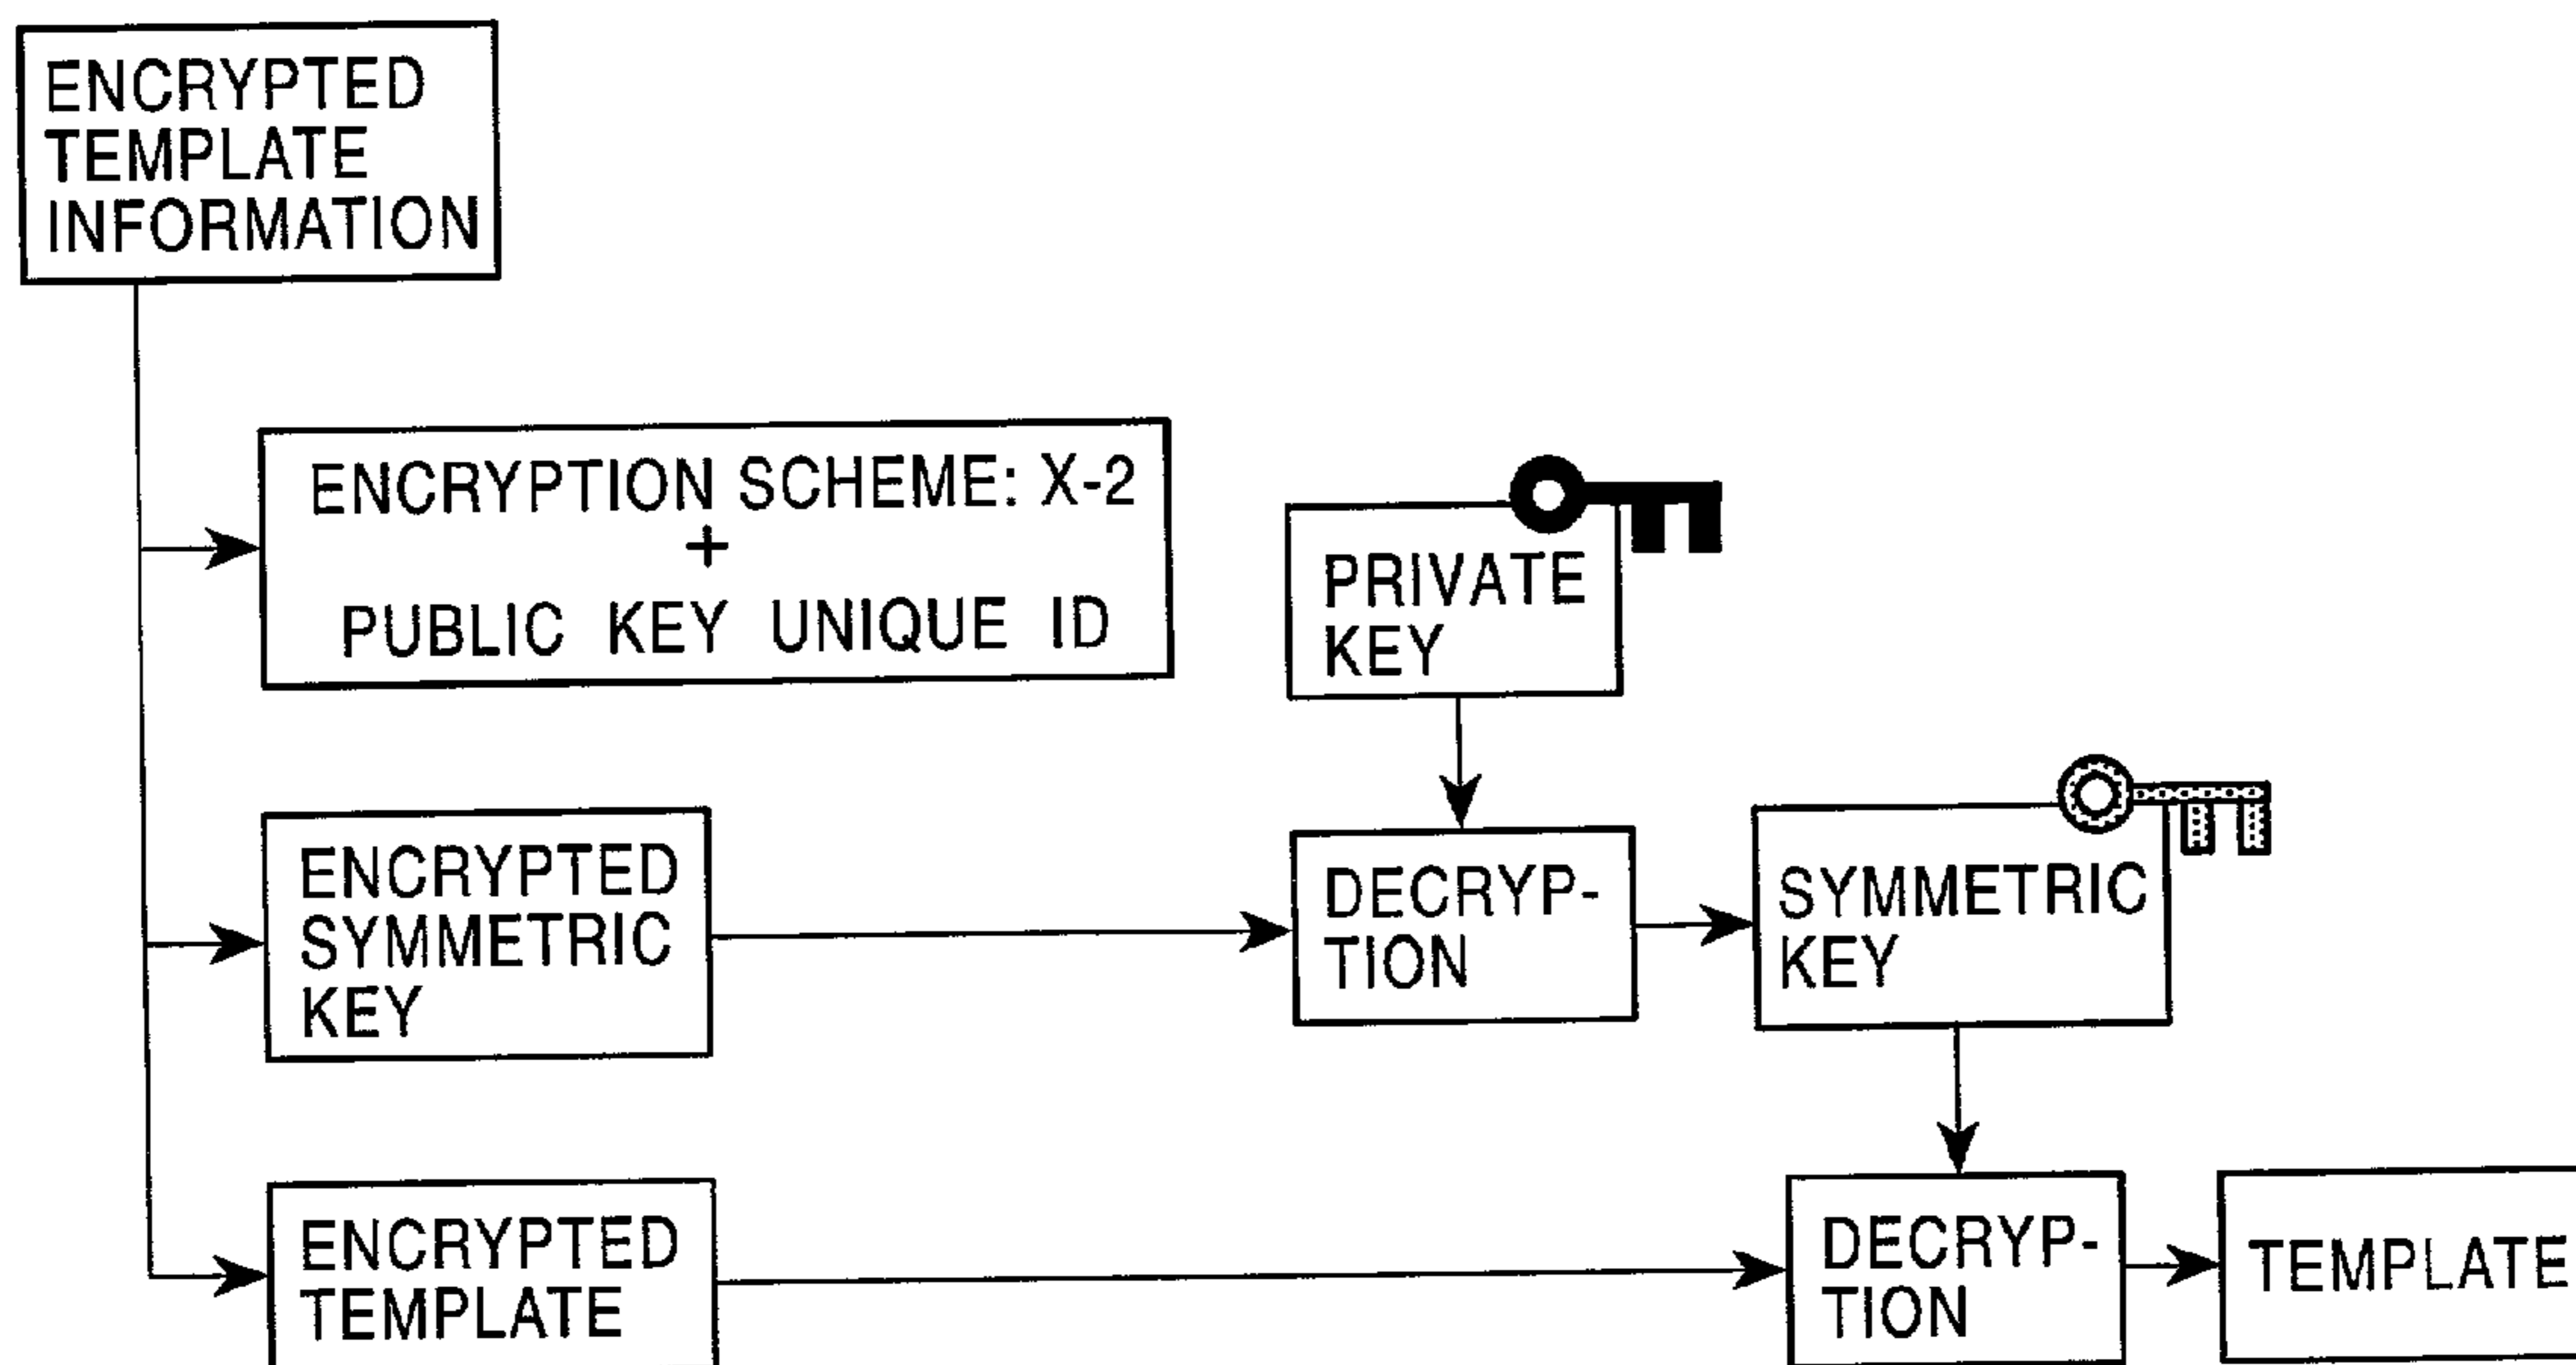 ENCRYPTED
TEMPLATE
INFORMATION
ENCRYPTION SCHEME: X-2
+
PUBLIC KEY UNIQUE ID
PRIVATE
KEY
ENCRYPTED
SYMMETRIC
KEY
DECRYP-
TION
SYMMETRIC
KEY
ENCRYPTED
TEMPLATE
DECRYP-
TION
TEMPLATE